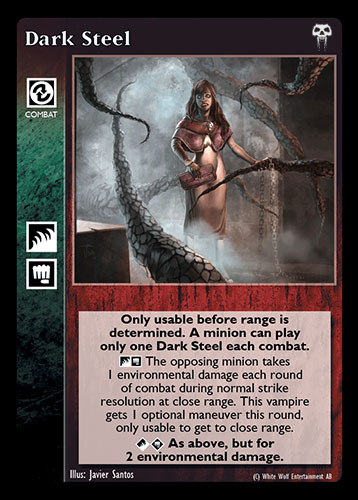 Dark Steel
COMBAT
Only usable before range is
determined. A minion can play
only one Dark Steel each combat.
The opposing minion takes
1 environmental damage each round
of combat during normal strike
resolution at close range. This vampire
gets 1 optional maneuver this round,
only usable to get to close range.
As above, but for
2 environmental damage.
Illus: Javier Santos
(C) White Wolf Entertainment AB